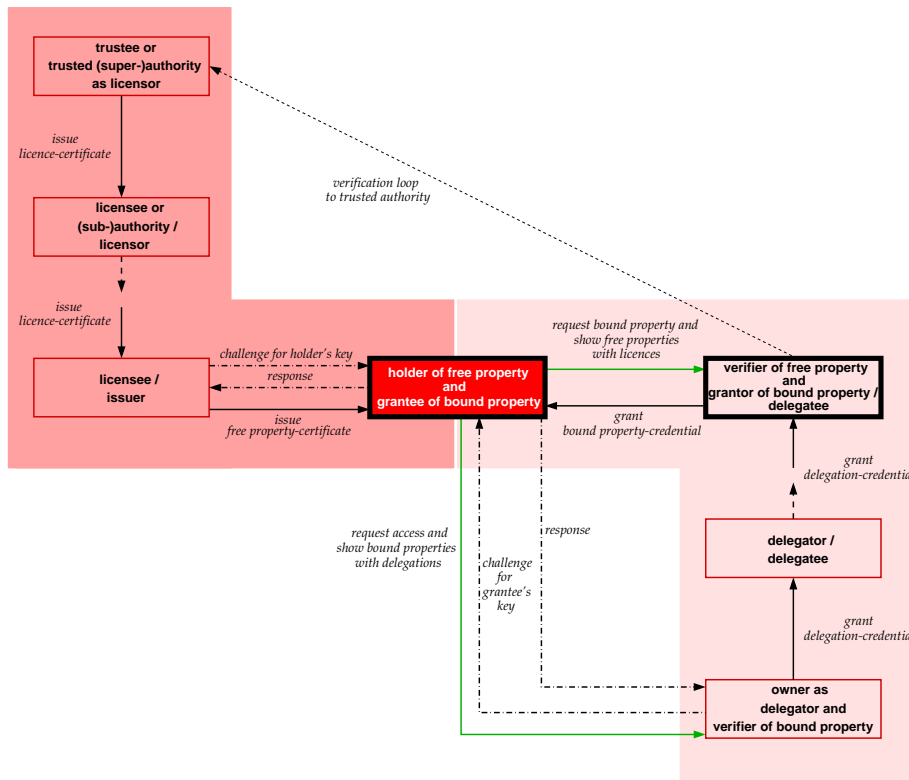 trustee or
trusted (super-)authority
as licensor
issue
licence-certificate
verification loop
to trusted authority
licensee or
(sub-)authority /
licensor
issue
licence-certificate
request bound property and
show free properties
with licences
challenge for holder's key
response
licensee /
issuer
holder of free property
and
grantee of bound property
verifier of free property
and
grantor of bound property /
delegatee
issue
free property-certificate
grant
bound property-credential
grant
delegation-credential
request access and
show bound properties
with delegations
response
challenge
for
grantee's
key
delegator /
delegatee
grant
delegation-credential
owner as
delegator and
verifier of bound property